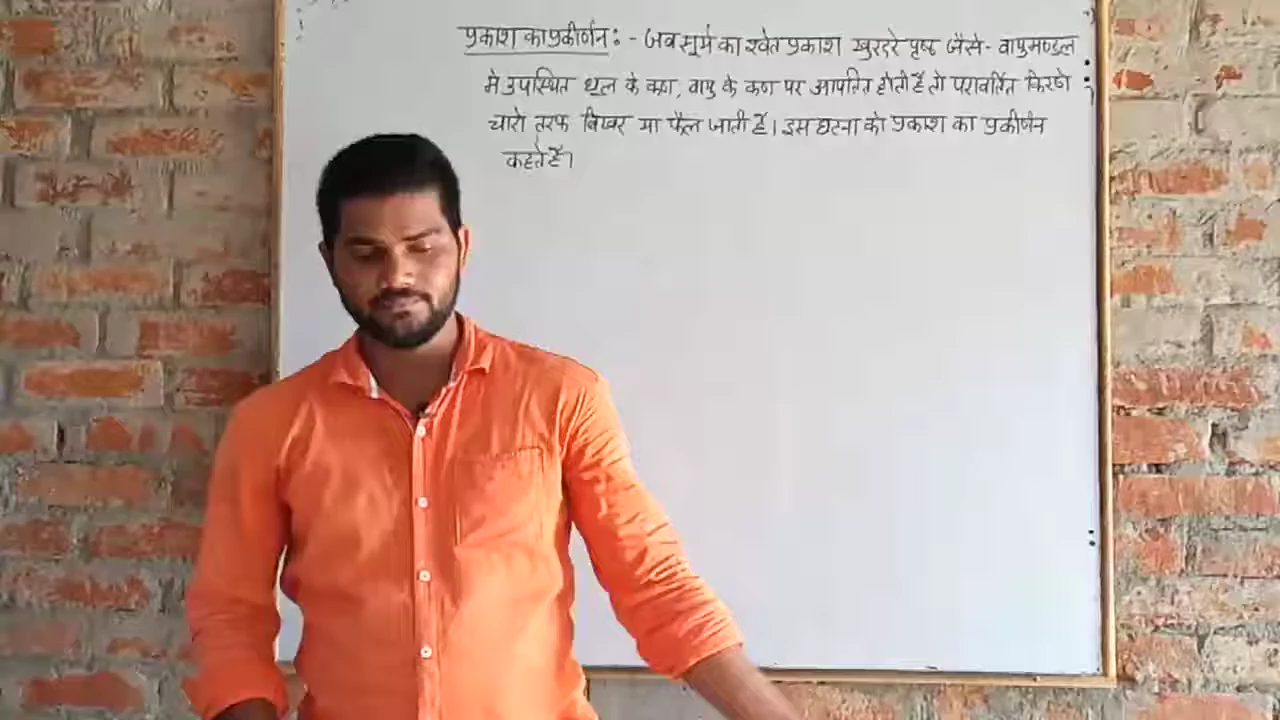 प्रकाश का प्रकीर्णन :- जब सूर्य का श्वेत प्रकाश खुरदरे पृष्ठ जैसे- वायुमण्डल
मे उपस्थित धूल के कण, वायु के कण पर आपतित होती है तो परावर्तित किरणे
चारो तरफ बिखर या फैल जाती है। इस घटना को प्रकाश का प्रकीर्णन
कहते है।